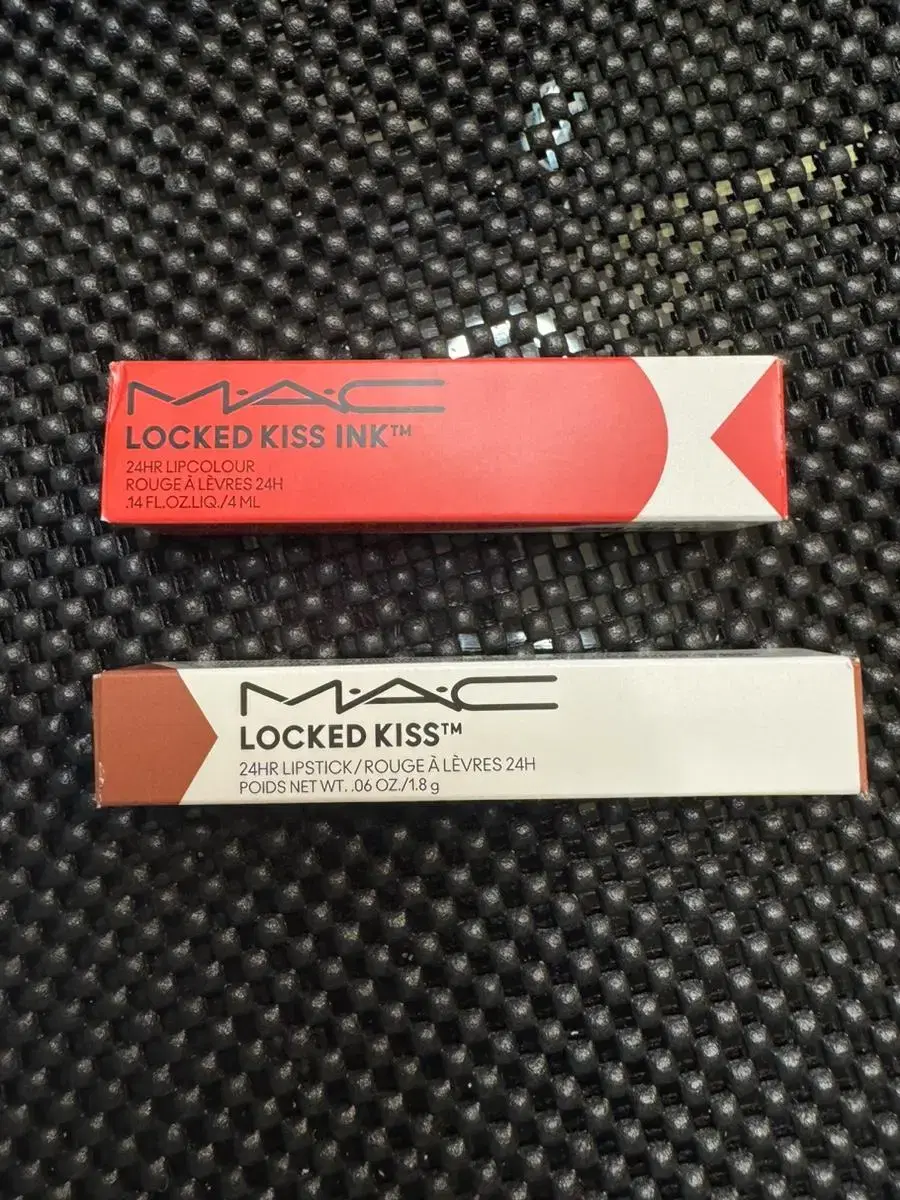 M·A·C
LOCKED KISS INK™
24HR LIPCOLOUR
ROUGE À LÈVRES 24H
.14 FL.OZ.LIQ./4 ML
M·A·C
LOCKED KISS™
24HR LIPSTICK/ROUGE À LÈVRES 24H
POIDS NET WT. .06 OZ./1.8 g